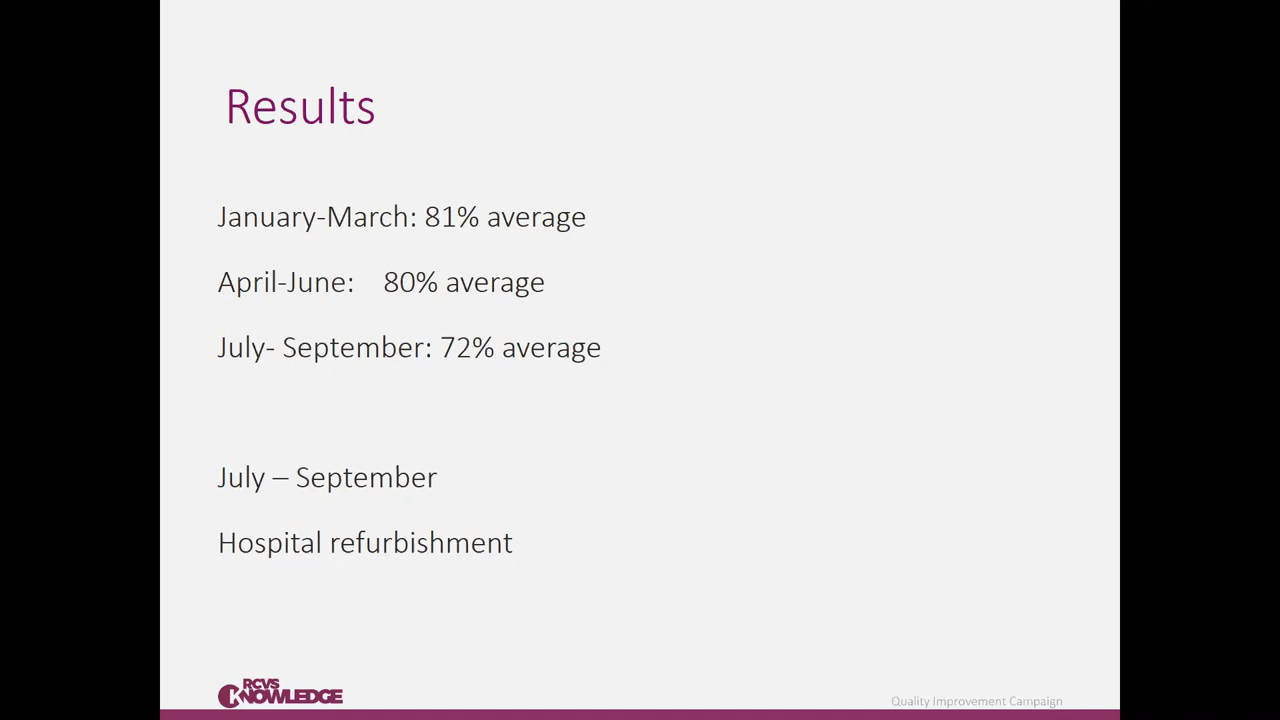 Results
January-March: 81% average
April-June: 80% average
July- September: 72% average
July – September
Hospital refurbishment
RCVS
KNOWLEDGE
Quality Improvement Campaign